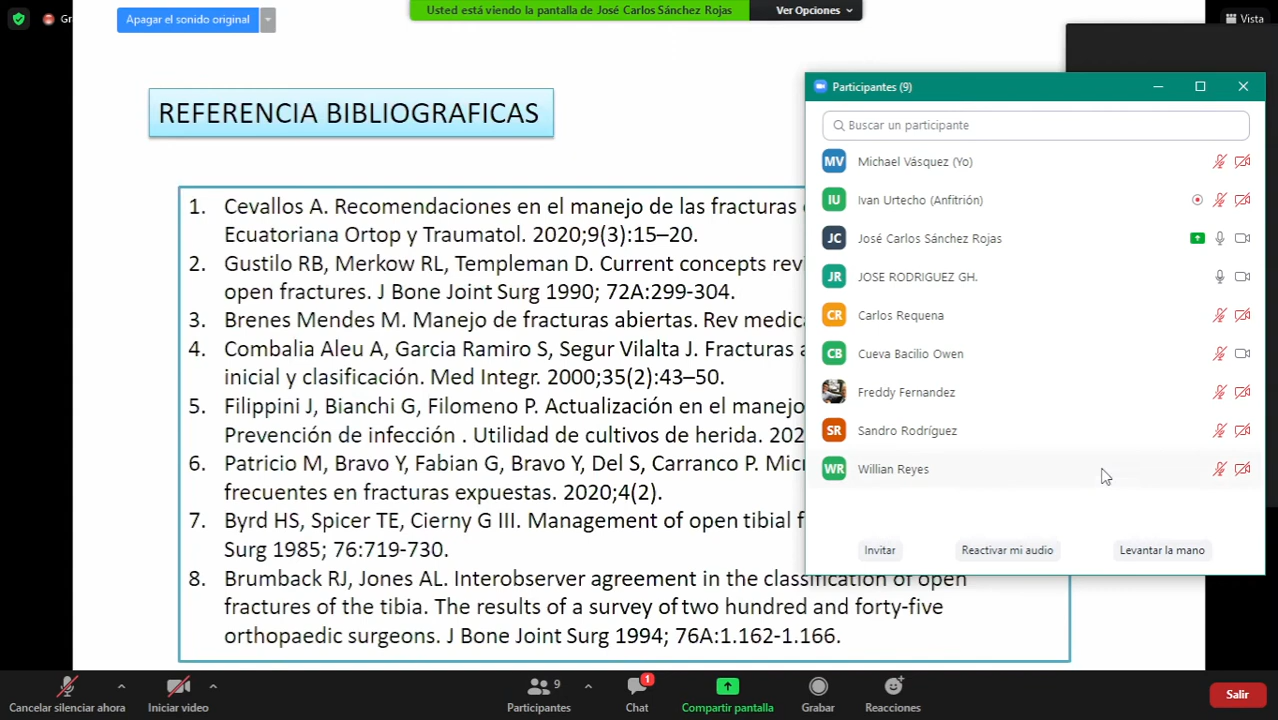 Apagar el sonido original
Usted está viendo la pantalla de José Carlos Sánchez Rojas
Ver Opciones
Vista
REFERENCIA BIBLIOGRAFICAS
1. Cevallos A. Recomendaciones en el manejo de las fracturas
Ecuatoriana Ortop y Traumatol. 2020;9(3):15–20.
2. Gustilo RB, Merkow RL, Templeman D. Current concepts
open fractures. J Bone Joint Surg 1990; 72A:299-304.
3. Brenes Mendes M. Manejo de fracturas abiertas. Rev
4. Combalia Aleu A, Garcia Ramiro S, Segur Vilalta J. Fracturas
inicial y clasificación. Med Integr. 2000;35(2):43–50.
5. Filippini J, Bianchi G, Filomeno P. Actualización en el manejo
Prevención de infección . Utilidad de cultivos de herida.
6. Patricio M, Bravo Y, Fabian G, Bravo Y, Del S, Carranco P.
frecuentes en fracturas expuestas. 2020;4(2).
7. Byrd HS, Spicer TE, Cierny G III. Management of open tibial
Surg 1985; 76:719-730.
8. Brumback RJ, Jones AL. Interobserver agreement in the classification of open
fractures of the tibia. The results of a survey of two hundred and forty-five
orthopaedic surgeons. J Bone Joint Surg 1994; 76A:1.162-1.166.
Participantes (9)
Buscar un participante
MV Michael Vásquez (Yo)
IU Ivan Urtecho (Anfitrión)
JC José Carlos Sánchez Rojas
JR JOSE RODRIGUEZ GH.
CR Carlos Requena
CB Cueva Bacilio Owen
Freddy Fernandez
SR Sandro Rodríguez
WR Willian Reyes
Invitar
Reactivar mi audio
Levantar la mano
Cancelar silenciar ahora
Iniciar video
9
Participantes
1
Chat
Compartir pantalla
Grabar
Reacciones
Salir